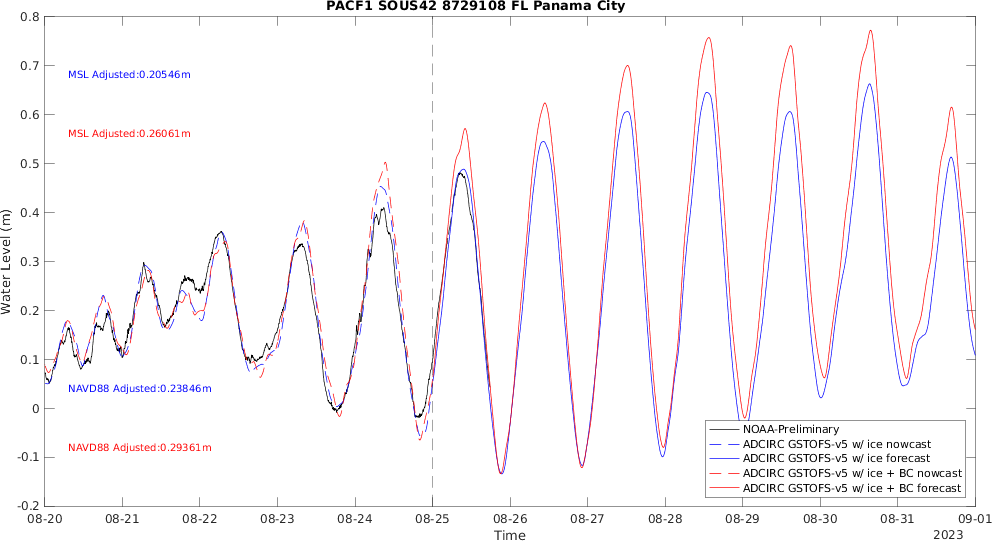 PACF1 SOUS42 8729108 FL Panama City
0.8
0.7
0.6
0.5
0.4
0.3
0.2
0.1
0
-0.1
-0.2
Water Level (m)
MSL Adjusted:0.20546m
MSL Adjusted:0.26061m
NAVD88 Adjusted:0.23846m
NAVD88 Adjusted:0.29361m
NOAA-Preliminary
ADCIRC GSTOFS-v5 w/ ice nowcast
ADCIRC GSTOFS-v5 w/ ice forecast
ADCIRC GSTOFS-v5 w/ ice + BC nowcast
ADCIRC GSTOFS-v5 w/ ice + BC forecast
08-20 08-21 08-22 08-23 08-24 08-25 08-26 08-27 08-28 08-29 08-30 08-31 09-01
Time
2023